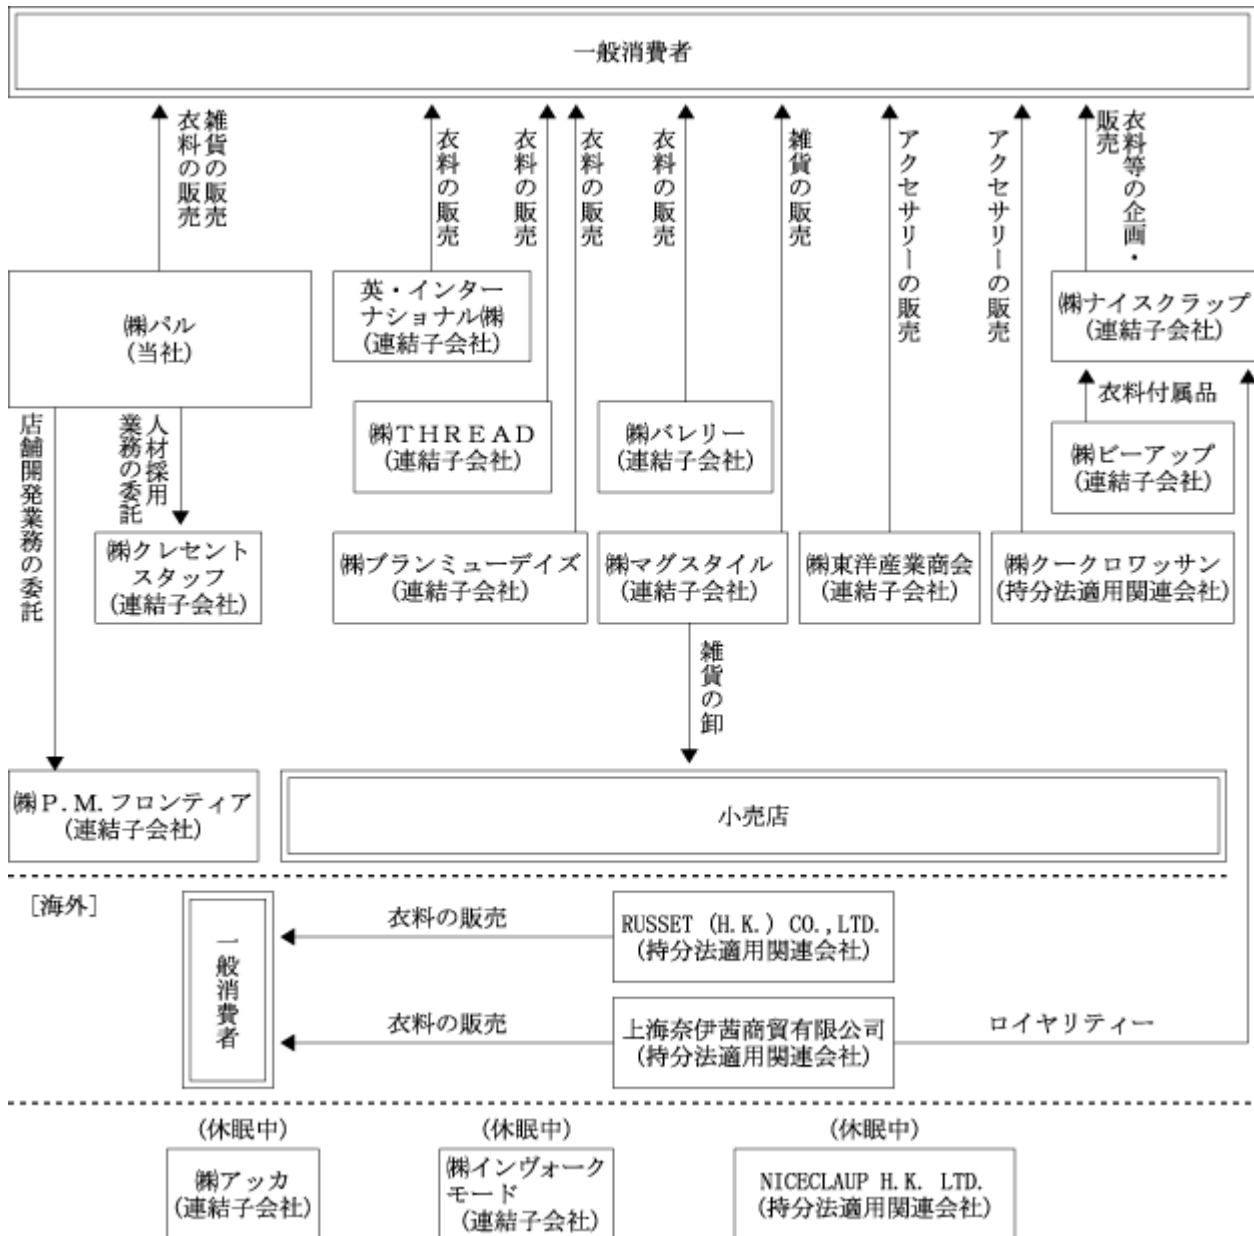 一般消費者
雑貨の販売
衣料の販売
衣料の販売
衣料の販売
衣料の販売
衣料の販売
雑貨の販売
アクセサリーの販売
アクセサリーの販売
衣料等の企画・
販売
㈱パル
(当社)
英・インター
ナショナル㈱
(連結子会社)
㈱ナイスクラップ
(連結子会社)
衣料付属品
店舗開発業務の委託
人材採用
業務の委託
㈱ＴＨＲＥＡＤ
(連結子会社)
㈱バレリー
(連結子会社)
㈱ビーアップ
(連結子会社)
㈱クレセント
スタッフ
(連結子会社)
㈱ブランミューデイズ
(連結子会社)
㈱マグスタイル
(連結子会社)
㈱東洋産業商会
(連結子会社)
㈱クークロワッサン
(持分法適用関連会社)
雑貨の卸
㈱Ｐ.Ｍ.フロンティア
(連結子会社)
小売店
[海外]
一般消費者
衣料の販売
RUSSET (H.K.) CO.,LTD.
(持分法適用関連会社)
衣料の販売
上海奈伊茜商貿有限公司
(持分法適用関連会社)
ロイヤリティー
(休眠中)
㈱アッカ
(連結子会社)
(休眠中)
㈱インヴォーク
モード
(連結子会社)
(休眠中)
NICECLAUP H.K. LTD.
(持分法適用関連会社)